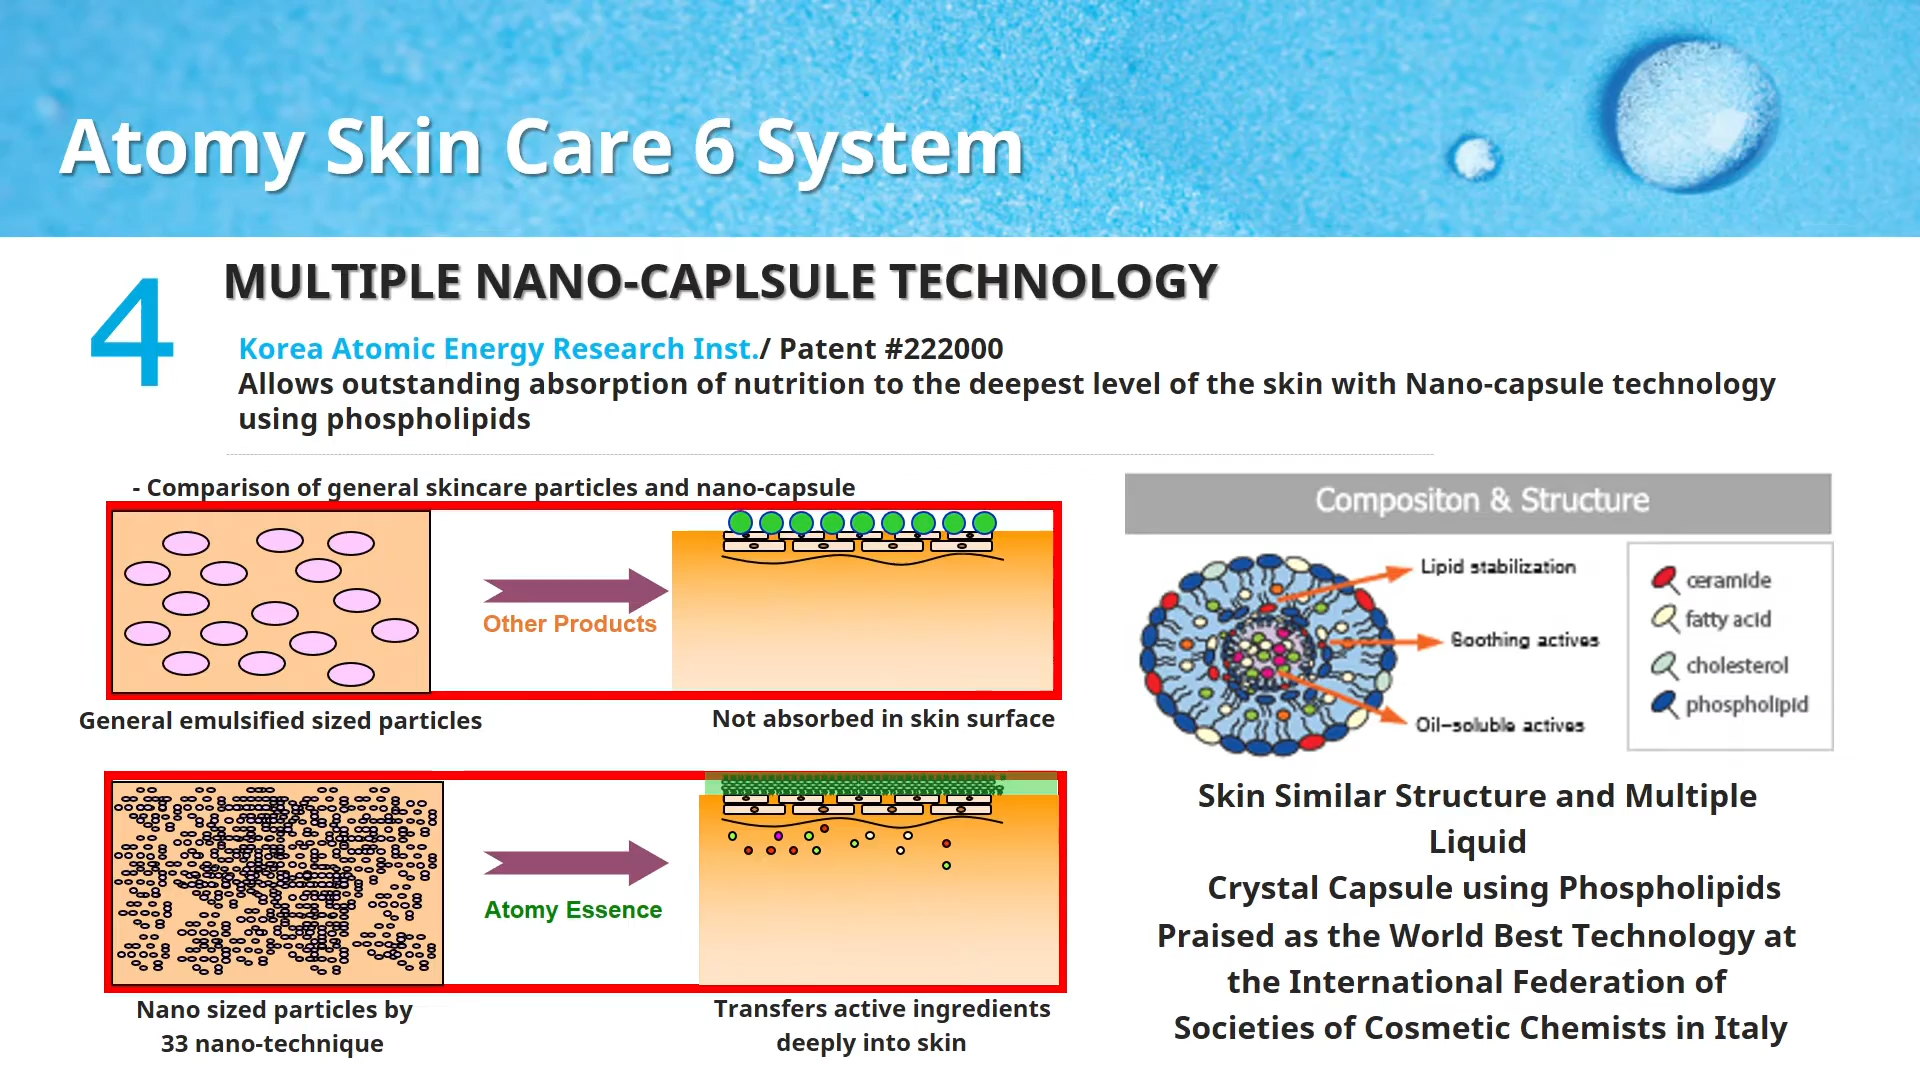 Atomy Skin Care 6 System
4
MULTIPLE NANO-CAPLSULE TECHNOLOGY
Korea Atomic Energy Research Inst./ Patent #222000
Allows outstanding absorption of nutrition to the deepest level of the skin with Nano-capsule technology
using phospholipids
- Comparison of general skincare particles and nano-capsule
Other Products
General emulsified sized particles
Not absorbed in skin surface
Atomy Essence
Nano sized particles by
33 nano-technique
Transfers active ingredients
deeply into skin
Compositon & Structure
Lipid stabilization
Soothing actives
Oil-soluble actives
ceramide
fatty acid
cholesterol
phospholipid
Skin Similar Structure and Multiple
Liquid
Crystal Capsule using Phospholipids
Praised as the World Best Technology at
the International Federation of
Societies of Cosmetic Chemists in Italy